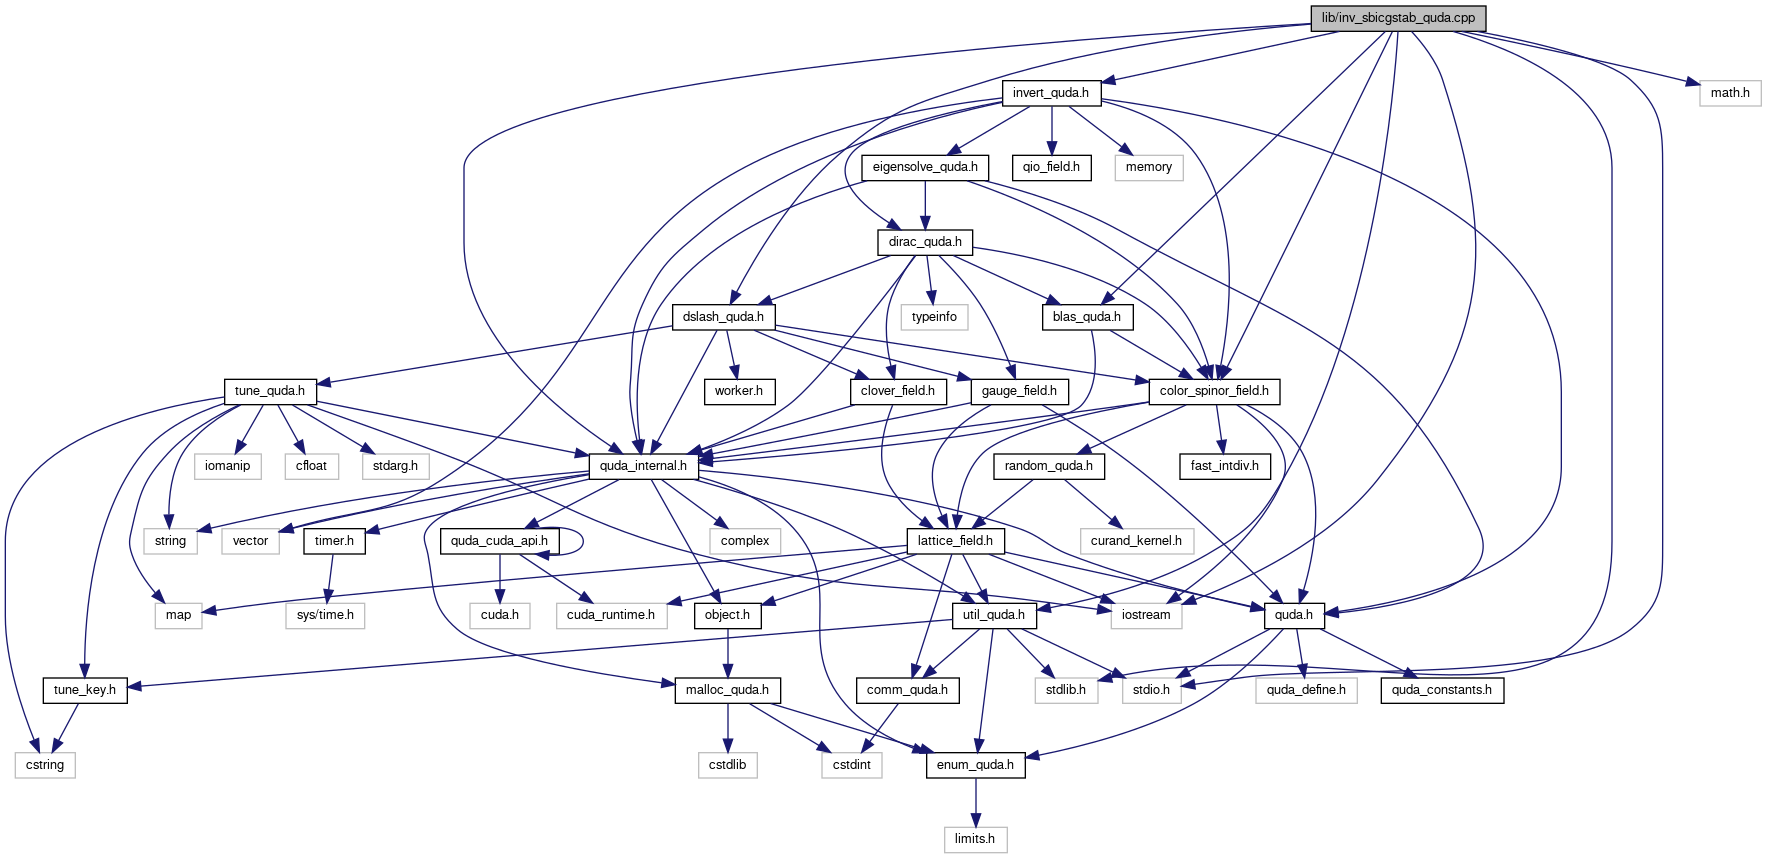 lib/inv_sbicgstab_quda.cpp
invert_quda.h
math.h
eigensolve_quda.h
qio_field.h
memory
dirac_quda.h
dslash_quda.h
typeinfo
blas_quda.h
tune_quda.h
worker.h
clover_field.h
gauge_field.h
color_spinor_field.h
iomanip
cfloat
stdarg.h
quda_internal.h
random_quda.h
fast_intdiv.h
string
vector
timer.h
quda_cuda_api.h
complex
lattice_field.h
curand_kernel.h
map
sys/time.h
cuda.h
cuda_runtime.h
object.h
util_quda.h
iostream
quda.h
tune_key.h
malloc_quda.h
comm_quda.h
stdlib.h
stdio.h
quda_define.h
quda_constants.h
cstring
cstdlib
cstdint
enum_quda.h
limits.h